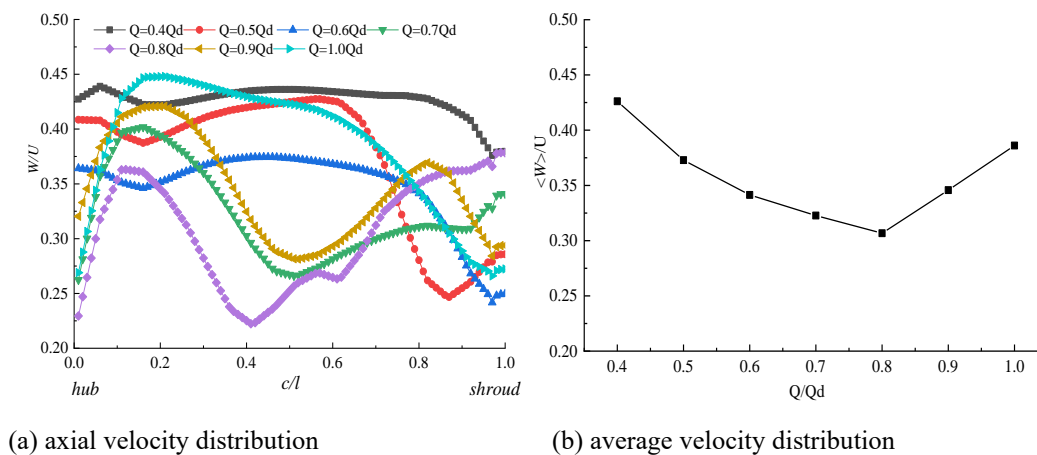 Q=0.4Qd Q=0.5Qd Q=0.6Qd Q=0.7Qd
Q=0.8Qd Q=0.9Qd Q=1.0Qd
0.50
0.45
0.40
0.35
0.30
0.25
0.20
W/U
0.0 0.2 0.4 0.6 0.8 1.0
hub c/l shroud
0.50
0.45
0.40
0.35
0.30
0.25
0.20
<W>/U
0.4 0.5 0.6 0.7 0.8 0.9 1.0
Q/Qd
(a) axial velocity distribution
(b) average velocity distribution